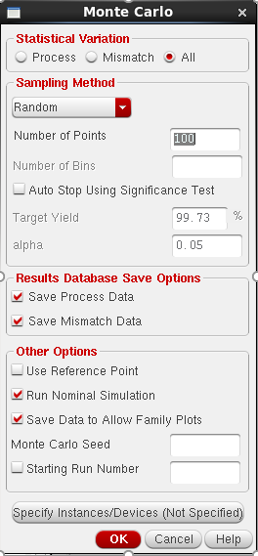 Monte Carlo
Statistical Variation
Process Mismatch All
Sampling Method
Random
Number of Points 100
Number of Bins
Auto Stop Using Significance Test
Target Yield 99.73 %
alpha 0.05
Results Database Save Options
Save Process Data
Save Mismatch Data
Other Options
Use Reference Point
Run Nominal Simulation
Save Data to Allow Family Plots
Monte Carlo Seed
Starting Run Number
Specify Instances/Devices (Not Specified)
OK Cancel Help